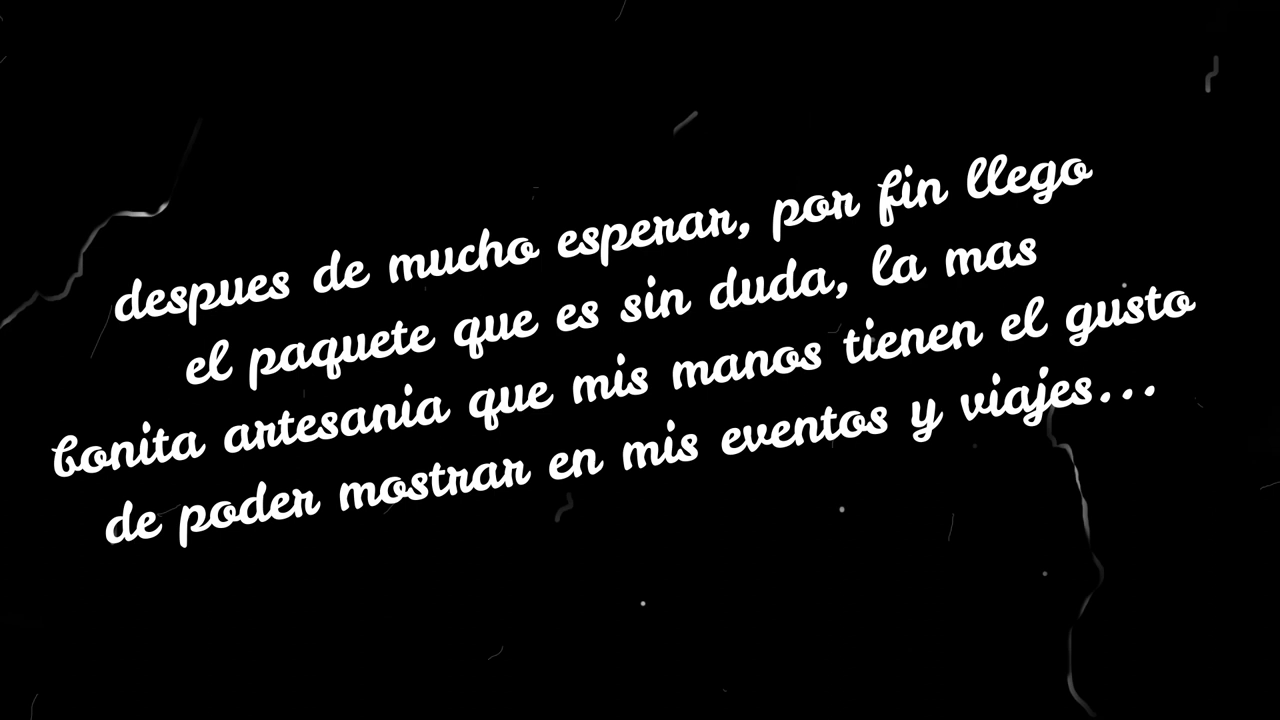 despues de mucho esperar, por fin llego
el paquete que es sin duda, la mas
bonita artesania que mis manos tienen el gusto
de poder mostrar en mis eventos y viajes...